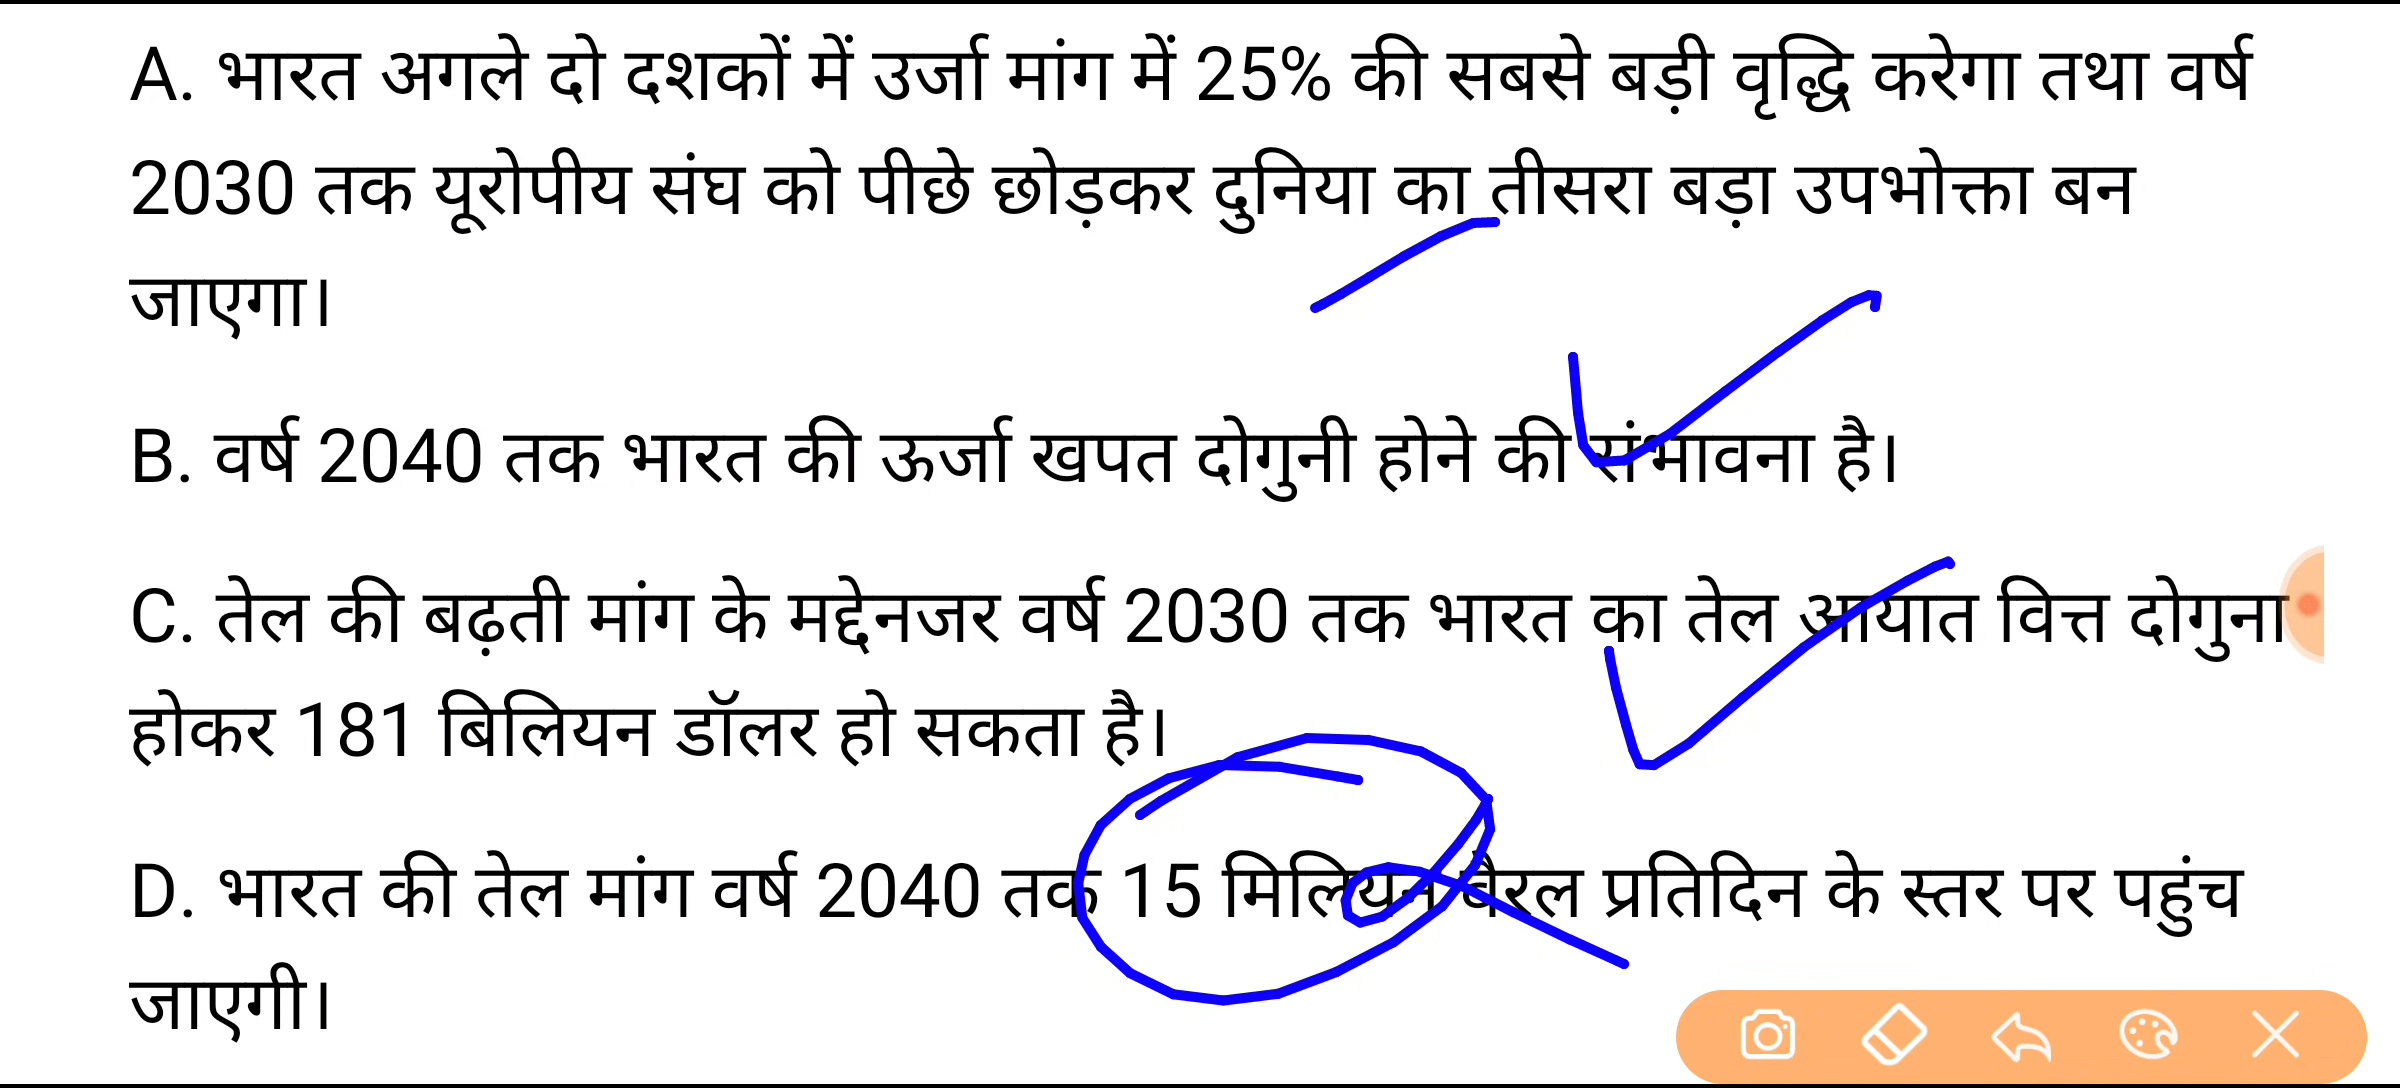 A. भारत अगले दो दशकों में उर्जा मांग में 25% की सबसे बड़ी वृद्धि करेगा तथा वर्ष
2030 तक यूरोपीय संघ को पीछे छोड़कर दुनिया का तीसरा बड़ा उपभोक्ता बन
जाएगा।
B. वर्ष 2040 तक भारत की ऊर्जा खपत दोगुनी होने की संभावना है।
C. तेल की बढ़ती मांग के मद्देनजर वर्ष 2030 तक भारत का तेल आयात वित्त दोगुना
होकर 181 बिलियन डॉलर हो सकता है।
D. भारत की तेल मांग वर्ष 2040 तक 15 मिलियन बैरल प्रतिदिन के स्तर पर पहुंच
जाएगी।